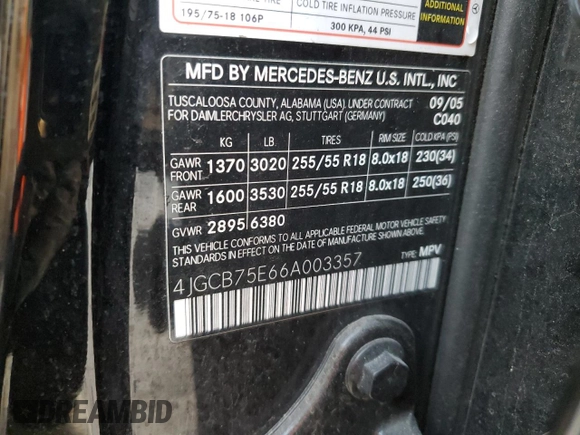 195/75-18 106P
COLD TIRE INFLATION PRESSURE
300 KPA, 44 PSI
ADDITIONAL
INFORMATION
MFD BY MERCEDES-BENZ U.S. INTL., INC
TUSCALOOSA COUNTY, ALABAMA (USA). UNDER CONTRACT 09/05
FOR DAIMLERCHRYSLER AG, STUTTGART (GERMANY) C040
KG LB TIRES RIM SIZE COLD KPA (PSI)
GAWR FRONT 1370 3020 255/55 R18 8.0x18 230(34)
GAWR REAR 1600 3530 255/55 R18 8.0x18 250(36)
GVWR 2895 6380
THIS VEHICLE CONFORMS TO ALL APPLICABLE FEDERAL MOTOR VEHICLE SAFETY
STANDARDS IN EFFECT ON THE DATE OF MANUFACTURE SHOWN ABOVE.
4JGCB75E66A003357 TYPE: MPV
DREAMBID